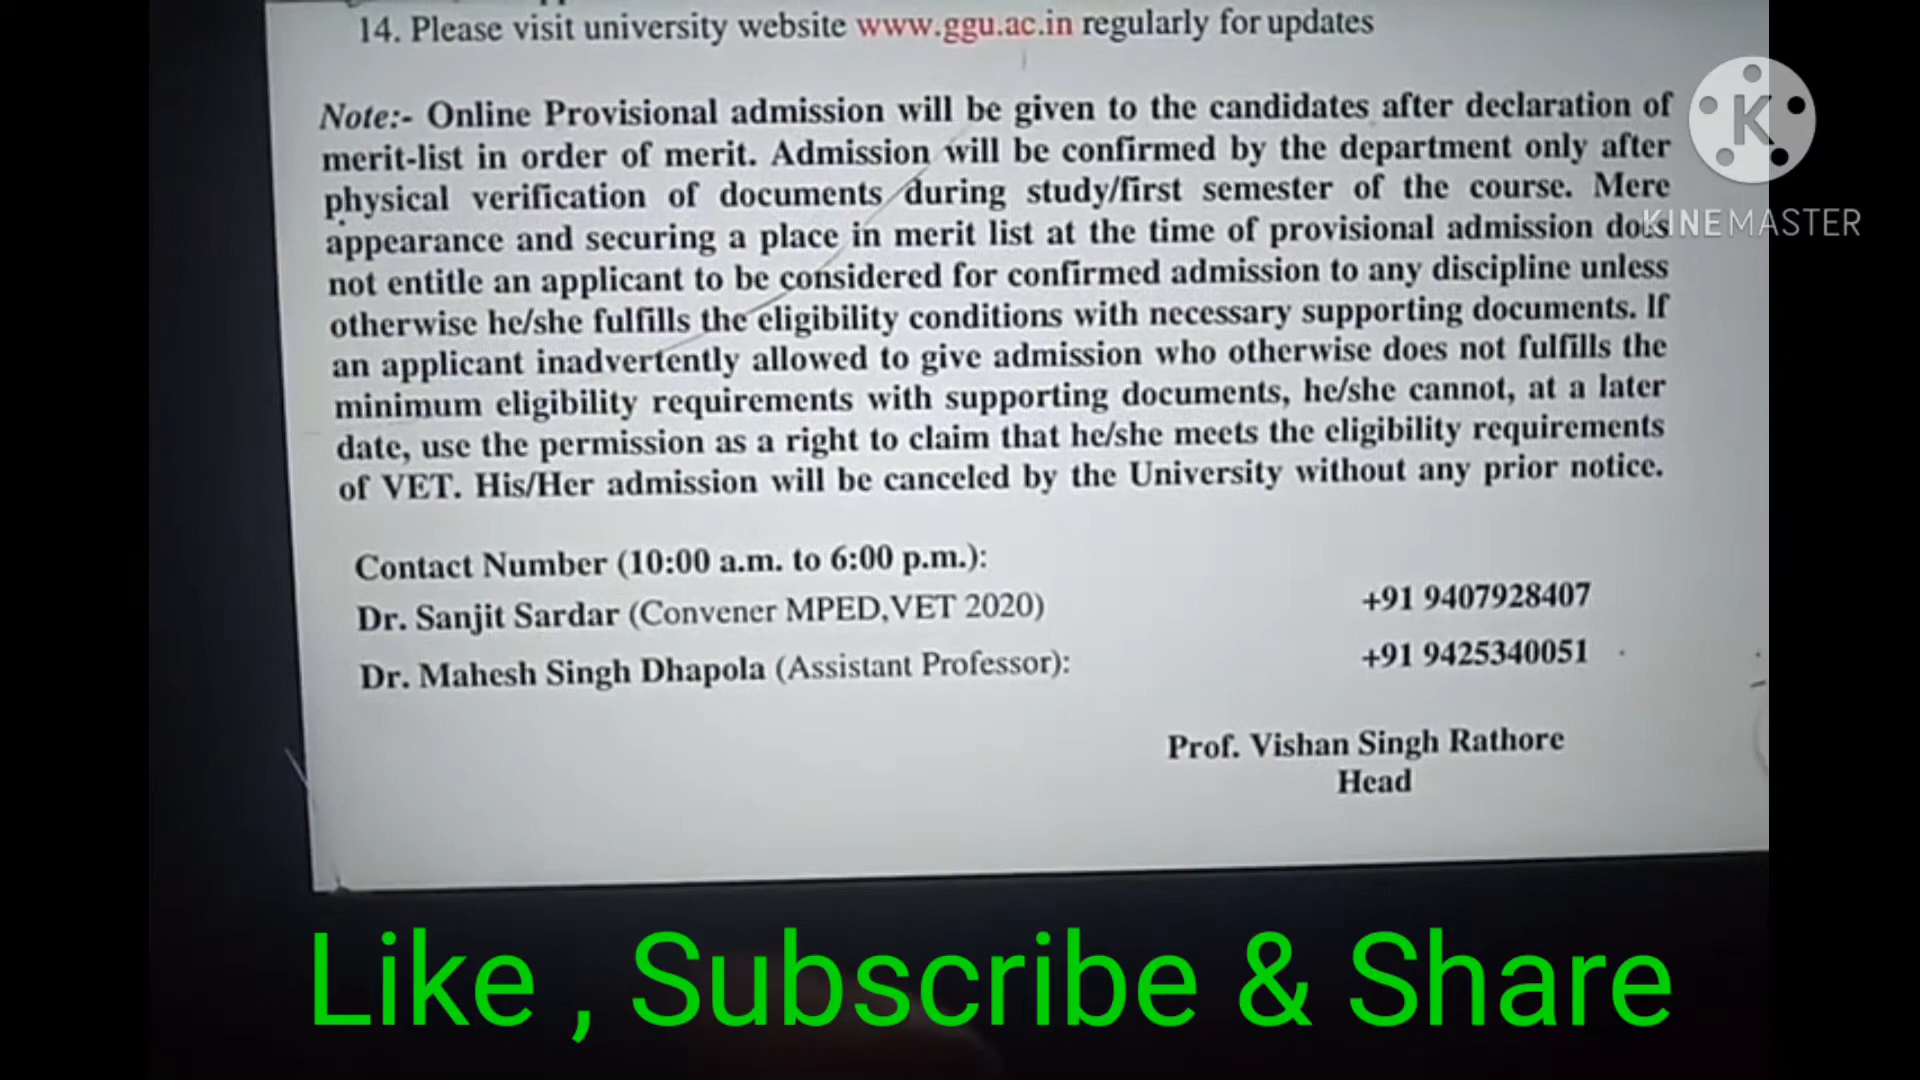 14. Please visit university website www.ggu.ac.in regularly for updates
Note:- Online Provisional admission will be given to the candidates after declaration of
merit-list in order of merit. Admission will be confirmed by the department only after
physical verification of documents during study/first semester of the course. Mere
appearance and securing a place in merit list at the time of provisional admission does
not entitle an applicant to be considered for confirmed admission to any discipline unless
otherwise he/she fulfills the eligibility conditions with necessary supporting documents. If
an applicant inadvertently allowed to give admission who otherwise does not fulfills the
minimum eligibility requirements with supporting documents, he/she cannot, at a later
date, use the permission as a right to claim that he/she meets the eligibility requirements
of VET. His/Her admission will be canceled by the University without any prior notice.
Contact Number (10:00 a.m. to 6:00 p.m.):
Dr. Sanjit Sardar (Convener MPED,VET 2020) +91 9407928407
Dr. Mahesh Singh Dhapola (Assistant Professor): +91 9425340051
Prof. Vishan Singh Rathore
Head
K
KINEMASTER
Like , Subscribe & Share